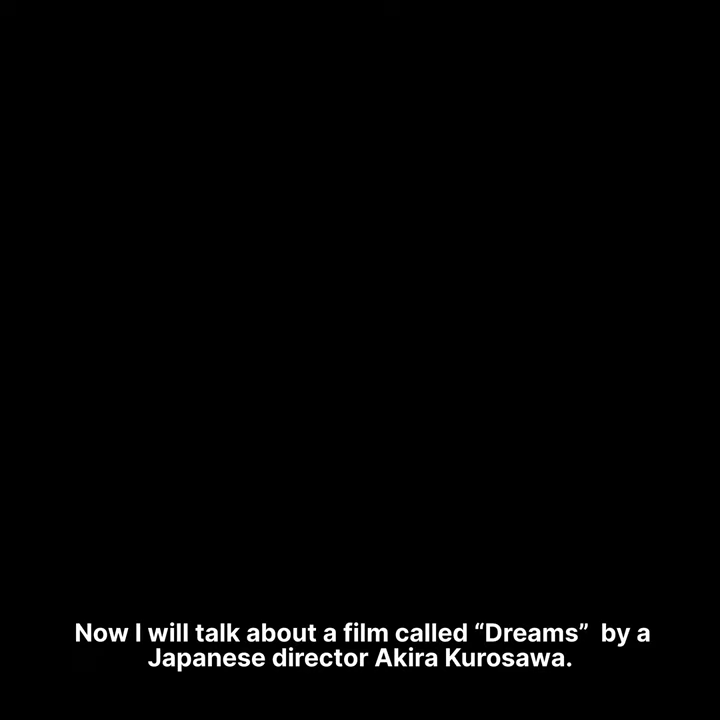 Now I will talk about a film called “Dreams”  by a
Japanese director Akira Kurosawa.